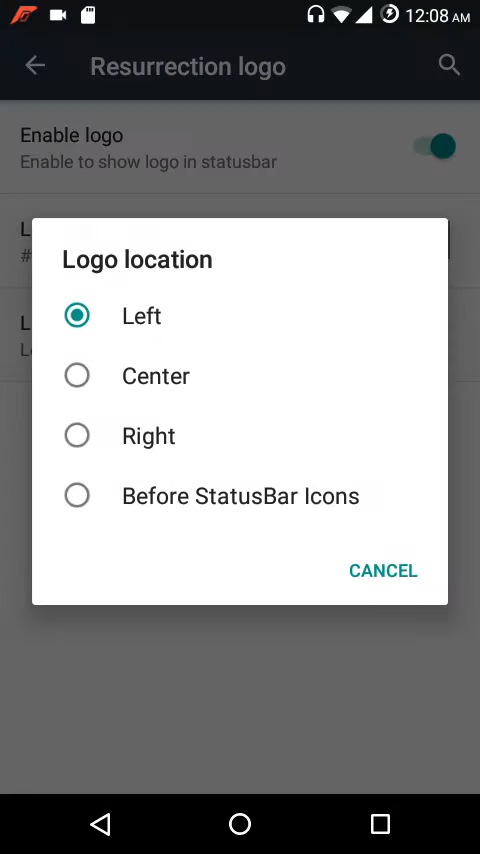 12:08 AM
Resurrection logo
Enable logo
Enable to show logo in statusbar
L
#
Logo location
Left
Center
Right
Before StatusBar Icons
L
CANCEL